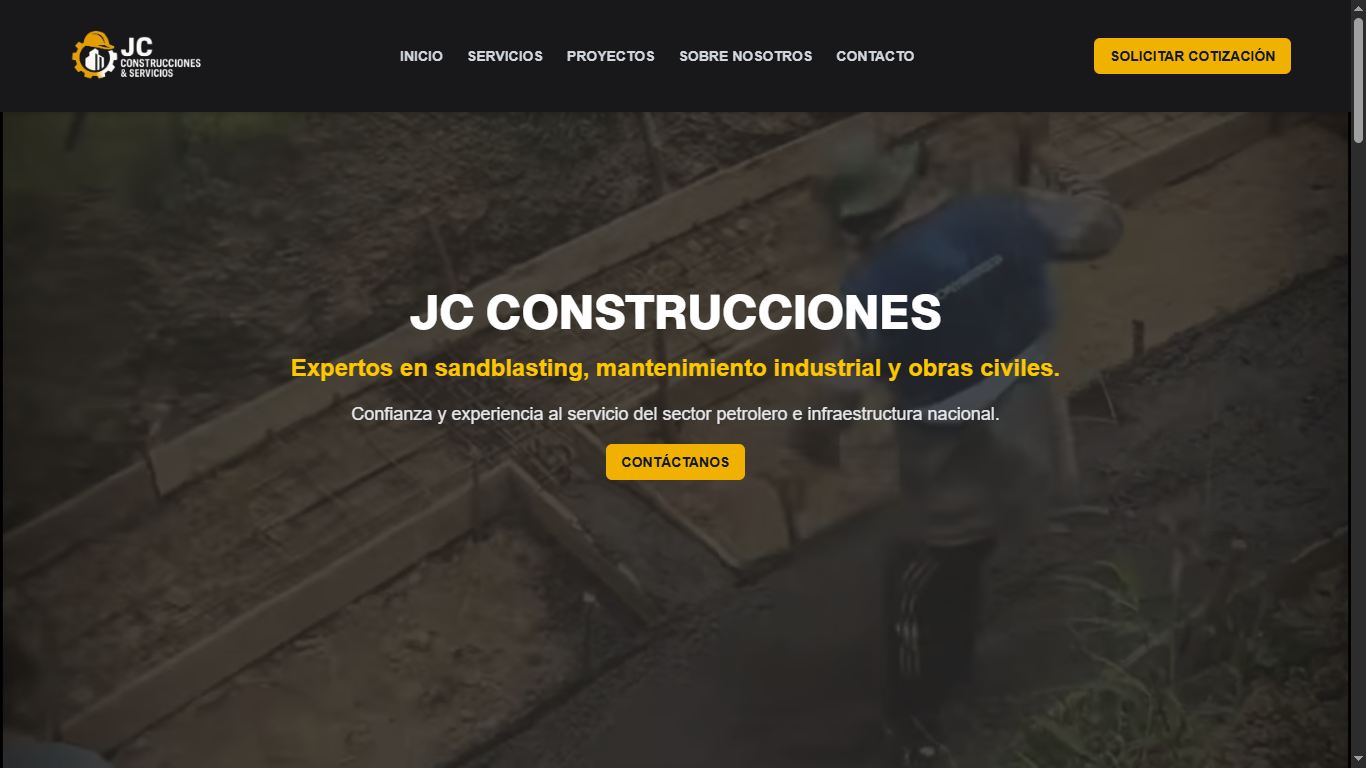 JC
CONSTRUCCIONES
& SERVICIOS
INICIO
SERVICIOS
PROYECTOS
SOBRE NOSOTROS
CONTACTO
SOLICITAR COTIZACIÓN
JC CONSTRUCCIONES
Expertos en sandblasting, mantenimiento industrial y obras civiles.
Confianza y experiencia al servicio del sector petrolero e infraestructura nacional.
CONTÁCTANOS